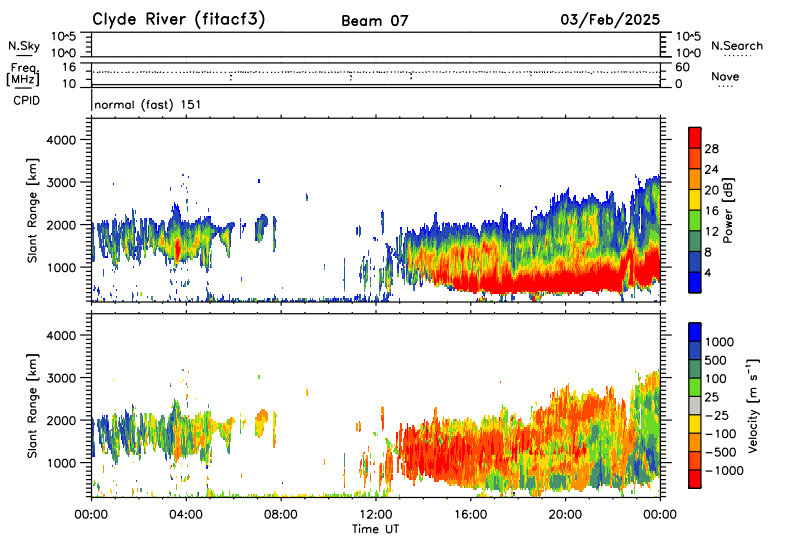 Clyde River (fitacf3) Beam 07 03/Feb/2025
N.Sky 10^5 10^0 10^5 10^0 N.Search
Freq. [MHz] 16 10 60 0 Nave
CPID normal (fast) 151
Slant Range [km] 4000 3000 2000 1000
Power [dB] 28 24 20 16 12 8 4
Slant Range [km] 4000 3000 2000 1000
Velocity [m s⁻¹] 1000 500 100 25 −25 −100 −500 −1000
00:00 04:00 08:00 12:00 16:00 20:00 00:00
Time UT